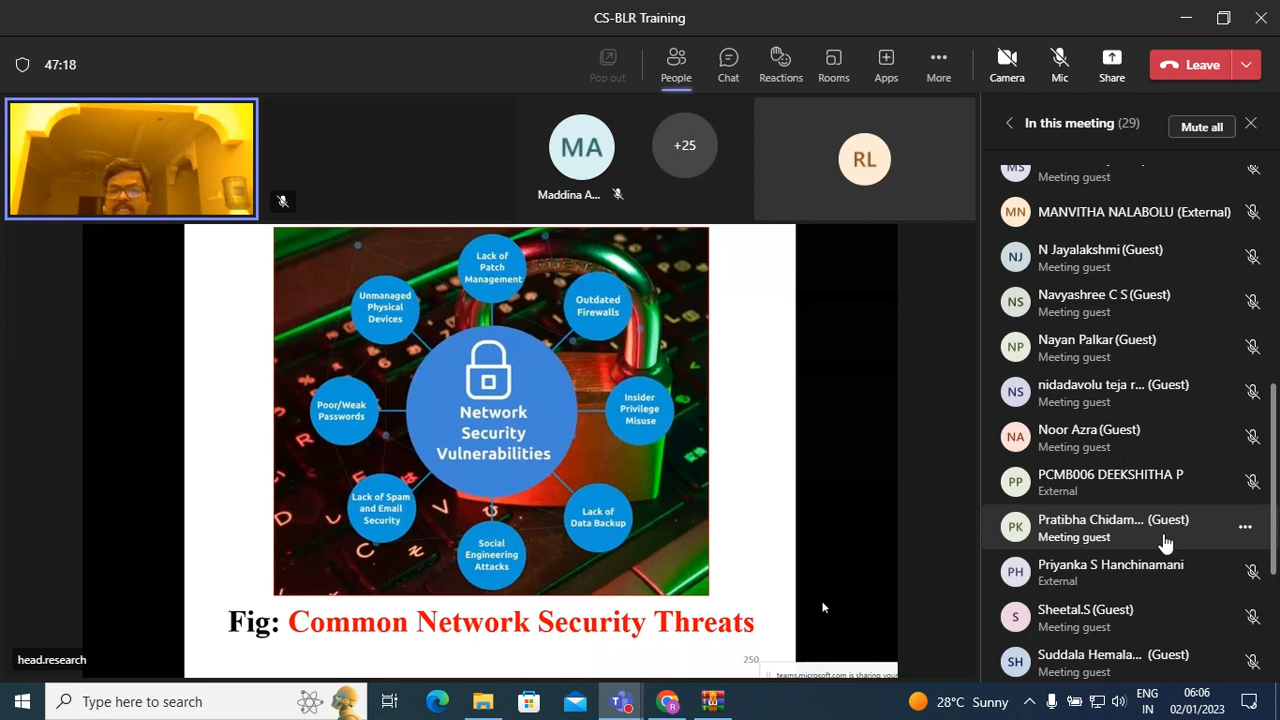 CS-BLR Training
47:18
Pop out
People
Chat
Reactions
Rooms
Apps
More
Camera
Mic
Share
Leave
MA
Maddina A...
+25
RL
In this meeting (29)
Mute all
MS
Meeting guest
MN
MANVITHA NALABOLU (External)
NJ
N Jayalakshmi (Guest)
Meeting guest
NS
Navyashree C S (Guest)
Meeting guest
NP
Nayan Palkar (Guest)
Meeting guest
NS
nidadavolu teja r... (Guest)
Meeting guest
NA
Noor Azra (Guest)
Meeting guest
PP
PCMB006 DEEKSHITHA P
External
PK
Pratibha Chidam... (Guest)
Meeting guest
PH
Priyanka S Hanchinamani
External
S
Sheetal.S (Guest)
Meeting guest
SH
Suddala Hemala... (Guest)
Meeting guest
Lack of
Patch
Management
Unmanaged
Physical
Devices
Outdated
Firewalls
Poor/Weak
Passwords
Network
Security
Vulnerabilities
Insider
Privilege
Misuse
Lack of Spam
and Email
Security
Lack of
Data Backup
Social
Engineering
Attacks
Fig: Common Network Security Threats
head.research
250
teams.microsoft.com is sharing your
Type here to search
28°C Sunny
ENG
IN
06:06
02/01/2023